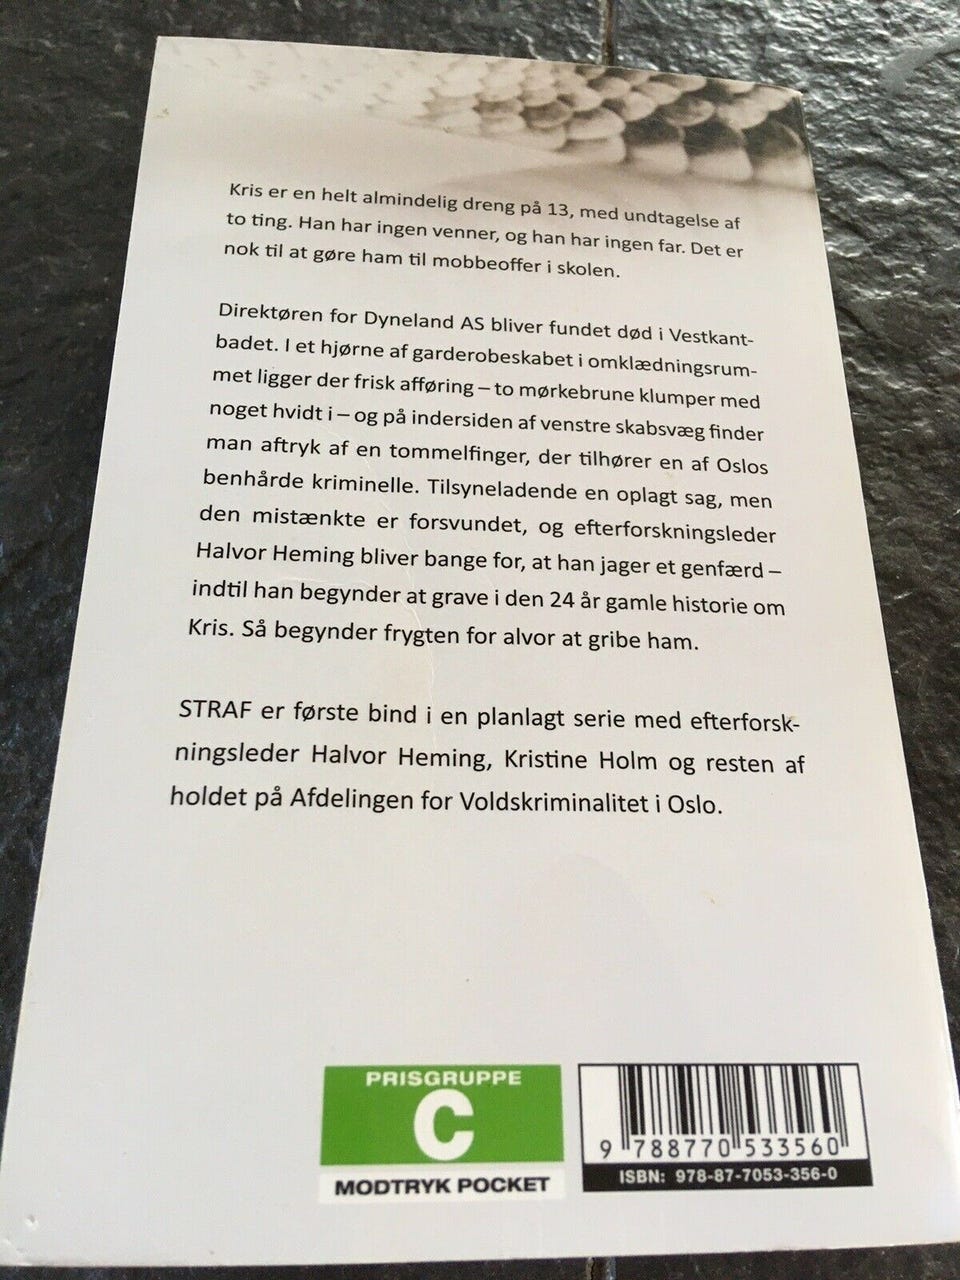 Kris er en helt almindelig dreng på 13, med undtagelse af
to ting. Han har ingen venner, og han har ingen far. Det er
nok til at gøre ham til mobbeoffer i skolen.
Direktøren for Dyneland AS bliver fundet død i Vestkant-
badet. I et hjørne af garderobeskabet i omklædningsrum-
met ligger der frisk afføring – to mørkebrune klumper med
noget hvidt i – og på indersiden af venstre skabsvæg finder
man aftryk af en tommelfinger, der tilhører en af Oslos
benhårde kriminelle. Tilsyneladende en oplagt sag, men
den mistænkte er forsvundet, og efterforskningsleder
Halvor Heming bliver bange for, at han jager et genfærd –
indtil han begynder at grave i den 24 år gamle historie om
Kris. Så begynder frygten for alvor at gribe ham.
STRAF er første bind i en planlagt serie med efterforsk-
ningsleder Halvor Heming, Kristine Holm og resten af
holdet på Afdelingen for Voldskriminalitet i Oslo.
PRISGRUPPE
C
MODTRYK POCKET
9 788770 533560
ISBN: 978-87-7053-356-0